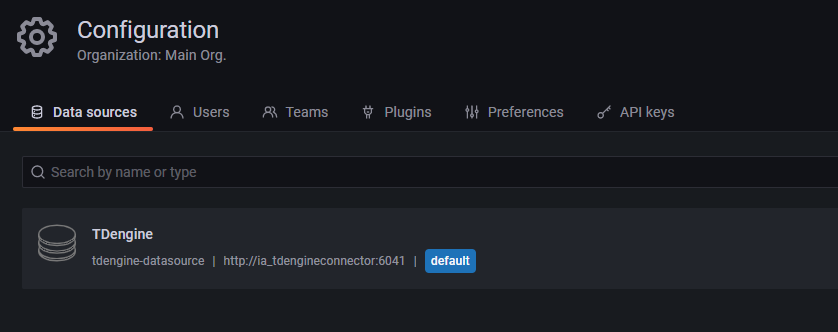 Configuration
Organization: Main Org.
Data sources Users Teams Plugins Preferences API keys
Search by name or type
TDengine
tdengine-datasource | http://ia_tdengineconnector:6041 | default